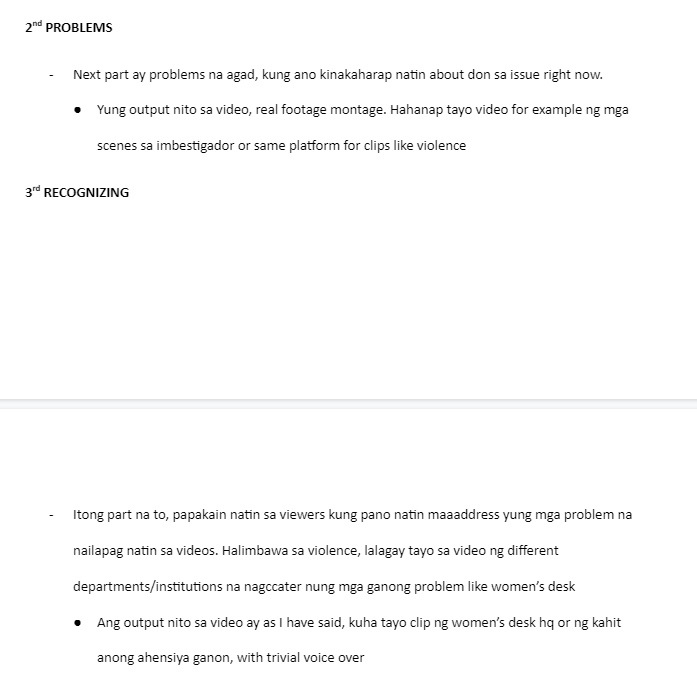 2nd PROBLEMS
- Next part ay problems na agad, kung ano kinakaharap natin about don sa issue right now.
• Yung output nito sa video, real footage montage. Hahanap tayo video for example ng mga
scenes sa imbestigador or same platform for clips like violence
3rd RECOGNIZING
- Itong part na to, papakain natin sa viewers kung pano natin maaaddress yung mga problem na
nailapag natin sa videos. Halimbawa sa violence, lalagay tayo sa video ng different
departments/institutions na nagccater nung mga ganong problem like women's desk
• Ang output nito sa video ay as I have said, kuha tayo clip ng women's desk hq or ng kahit
anong ahensiya ganon, with trivial voice over